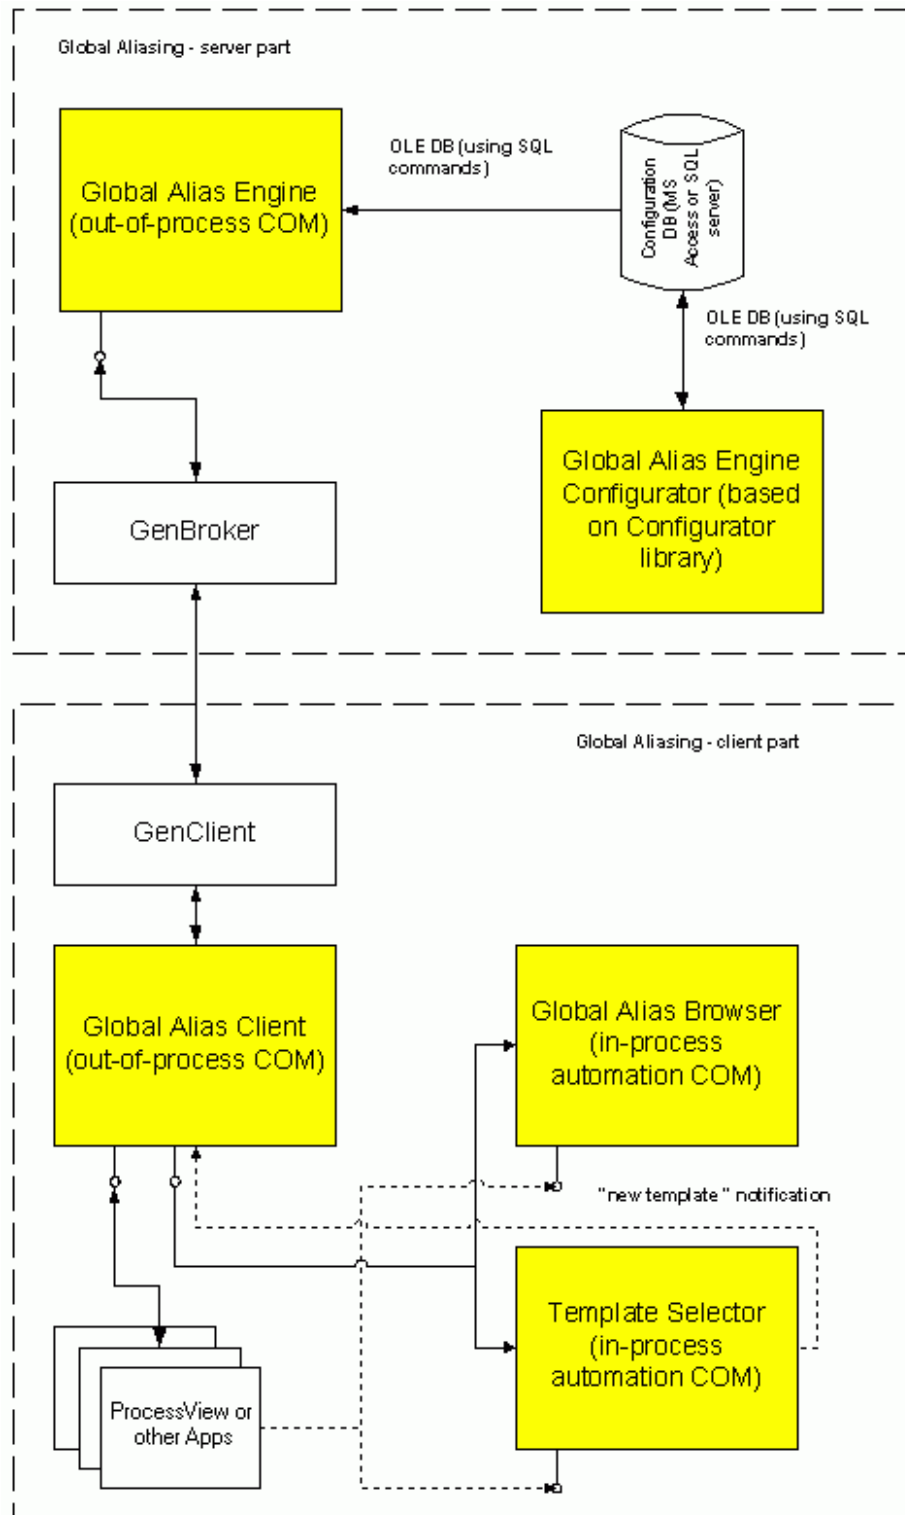 Global Aliasing - server part
OLE DB (using SQL
commands)
Global Alias Engine
(out-of-process COM)
Configuration
DB (MS
Access or SQL
server)
OLE DB (using SQL
commands)
Global Alias Engine
Configurator (based
on Configurator
library)
GenBroker
Global Aliasing - client part
GenClient
Global Alias Client
(out-of-process COM)
Global Alias Browser
(in-process
automation COM)
"new template" notification
Template Selector
(in-process
automation COM)
ProcessView or
other Apps